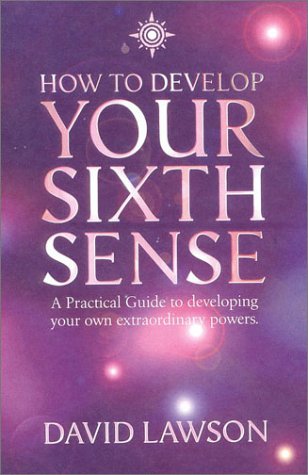 HOW TO DEVELOP
YOUR
SIXTH
SENSE
A Practical Guide to developing
your own extraordinary powers.
DAVID LAWSON